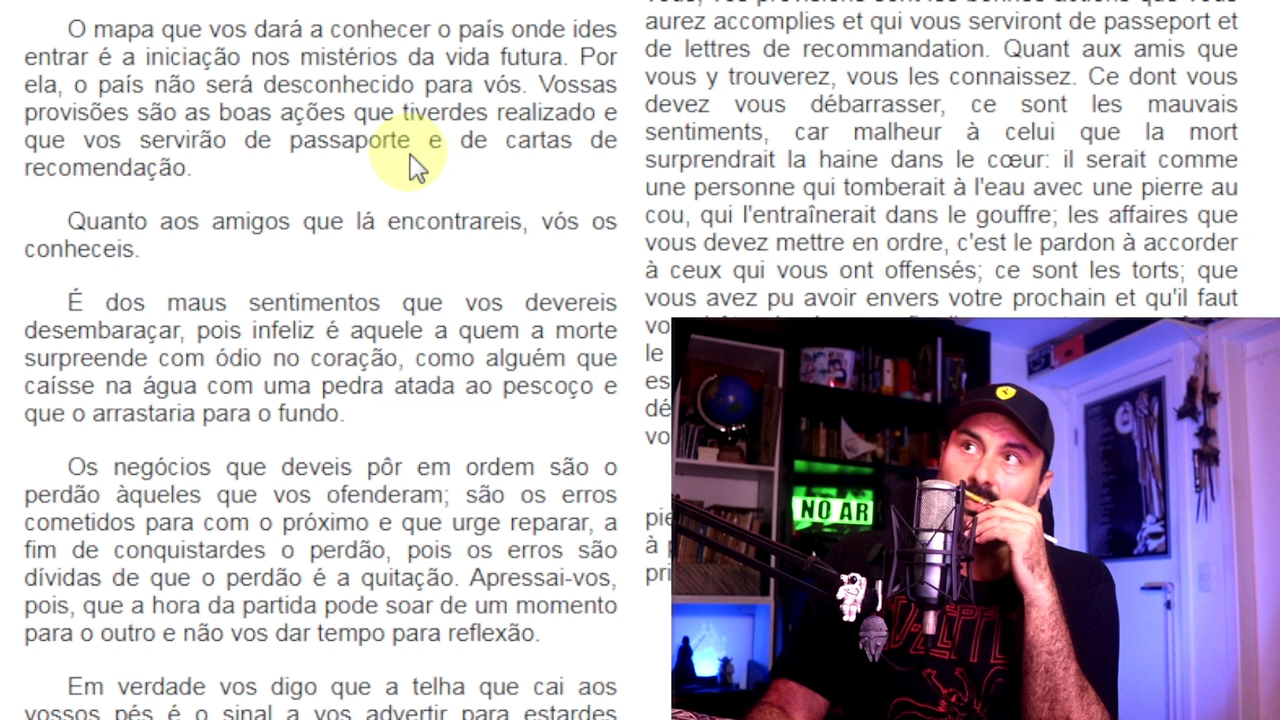 O mapa que vos dará a conhecer o país onde ides
entrar é a iniciação nos mistérios da vida futura. Por
ela, o país não será desconhecido para vós. Vossas
provisões são as boas ações que tiverdes realizado e
que vos servirão de passaporte e de cartas de
recomendação.
Quanto aos amigos que lá encontrareis, vós os
conheceis.
É dos maus sentimentos que vos devereis
desembaraçar, pois infeliz é aquele a quem a morte
surpreende com ódio no coração, como alguém que
caísse na água com uma pedra atada ao pescoço e
que o arrastaria para o fundo.
Os negócios que deveis pôr em ordem são o
perdão àqueles que vos ofenderam; são os erros
cometidos para com o próximo e que urge reparar, a
fim de conquistardes o perdão, pois os erros são
dívidas de que o perdão é a quitação. Apressai-vos,
pois, que a hora da partida pode soar de um momento
para o outro e não vos dar tempo para reflexão.
Em verdade vos digo que a telha que cai aos
vossos pés é o sinal a vos advertir para estardes
aurez accomplies et qui vous serviront de passeport et
de lettres de recommandation. Quant aux amis que
vous y trouverez, vous les connaissez. Ce dont vous
devez vous débarrasser, ce sont les mauvais
sentiments, car malheur à celui que la mort
surprendrait la haine dans le cœur: il serait comme
une personne qui tomberait à l'eau avec une pierre au
cou, qui l'entraînerait dans le gouffre; les affaires que
vous devez mettre en ordre, c'est le pardon à accorder
à ceux qui vous ont offensés; ce sont les torts; que
vous avez pu avoir envers votre prochain et qu'il faut
le
NO AR